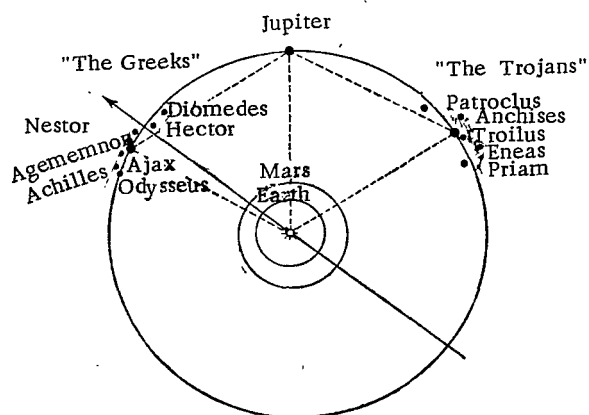 Jupiter
"The Greeks"
Diomedes
Hector
Nestor
Agememnon
Achilles
Ajax
Odysseus
Mars
Earth
"The Trojans"
Patroclus
Anchises
Troilus
Eneas
Priam